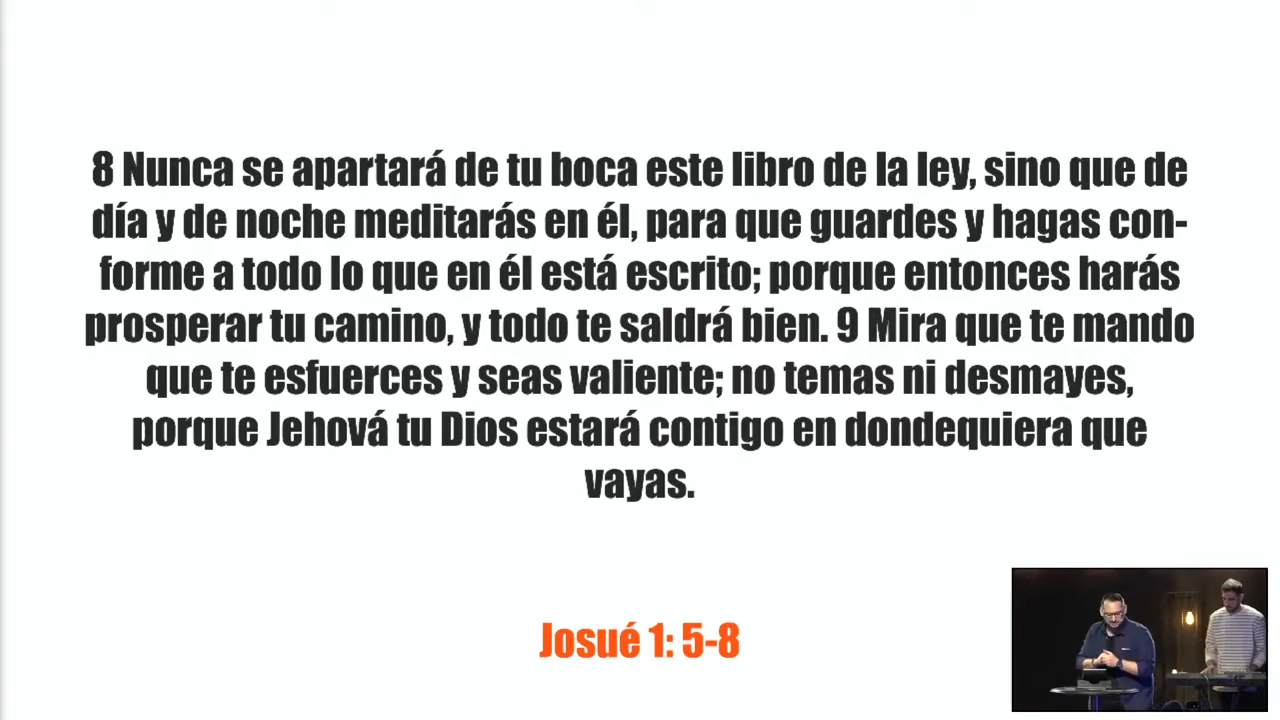 8 Nunca se apartará de tu boca este libro de la ley, sino que de
día y de noche meditarás en él, para que guardes y hagas con-
forme a todo lo que en él está escrito; porque entonces harás
prosperar tu camino, y todo te saldrá bien. 9 Mira que te mando
que te esfuerces y seas valiente; no temas ni desmayes,
porque Jehová tu Dios estará contigo en dondequiera que
vayas.
Josué 1: 5-8